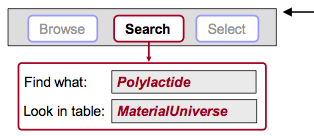 Browse Search Select
Find what: Polylactide
Look in table: MaterialUniverse